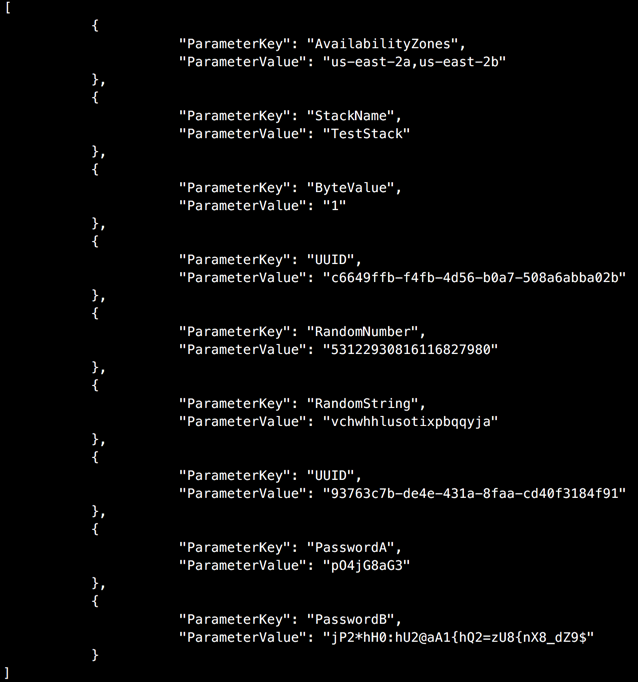 [
{
"ParameterKey": "AvailabilityZones",
"ParameterValue": "us-east-2a,us-east-2b"
},
{
"ParameterKey": "StackName",
"ParameterValue": "TestStack"
},
{
"ParameterKey": "ByteValue",
"ParameterValue": "1"
},
{
"ParameterKey": "UUID",
"ParameterValue": "c6649ffb-f4fb-4d56-b0a7-508a6abba02b"
},
{
"ParameterKey": "RandomNumber",
"ParameterValue": "53122930816116827980"
},
{
"ParameterKey": "RandomString",
"ParameterValue": "vchwhhlusotixpbqqyja"
},
{
"ParameterKey": "UUID",
"ParameterValue": "93763c7b-de4e-431a-8faa-cd40f3184f91"
},
{
"ParameterKey": "PasswordA",
"ParameterValue": "pO4jG8aG3"
},
{
"ParameterKey": "PasswordB",
"ParameterValue": "jP2*hH0:hU2@aA1{hQ2=zU8{nX8_dZ9$"
}
]